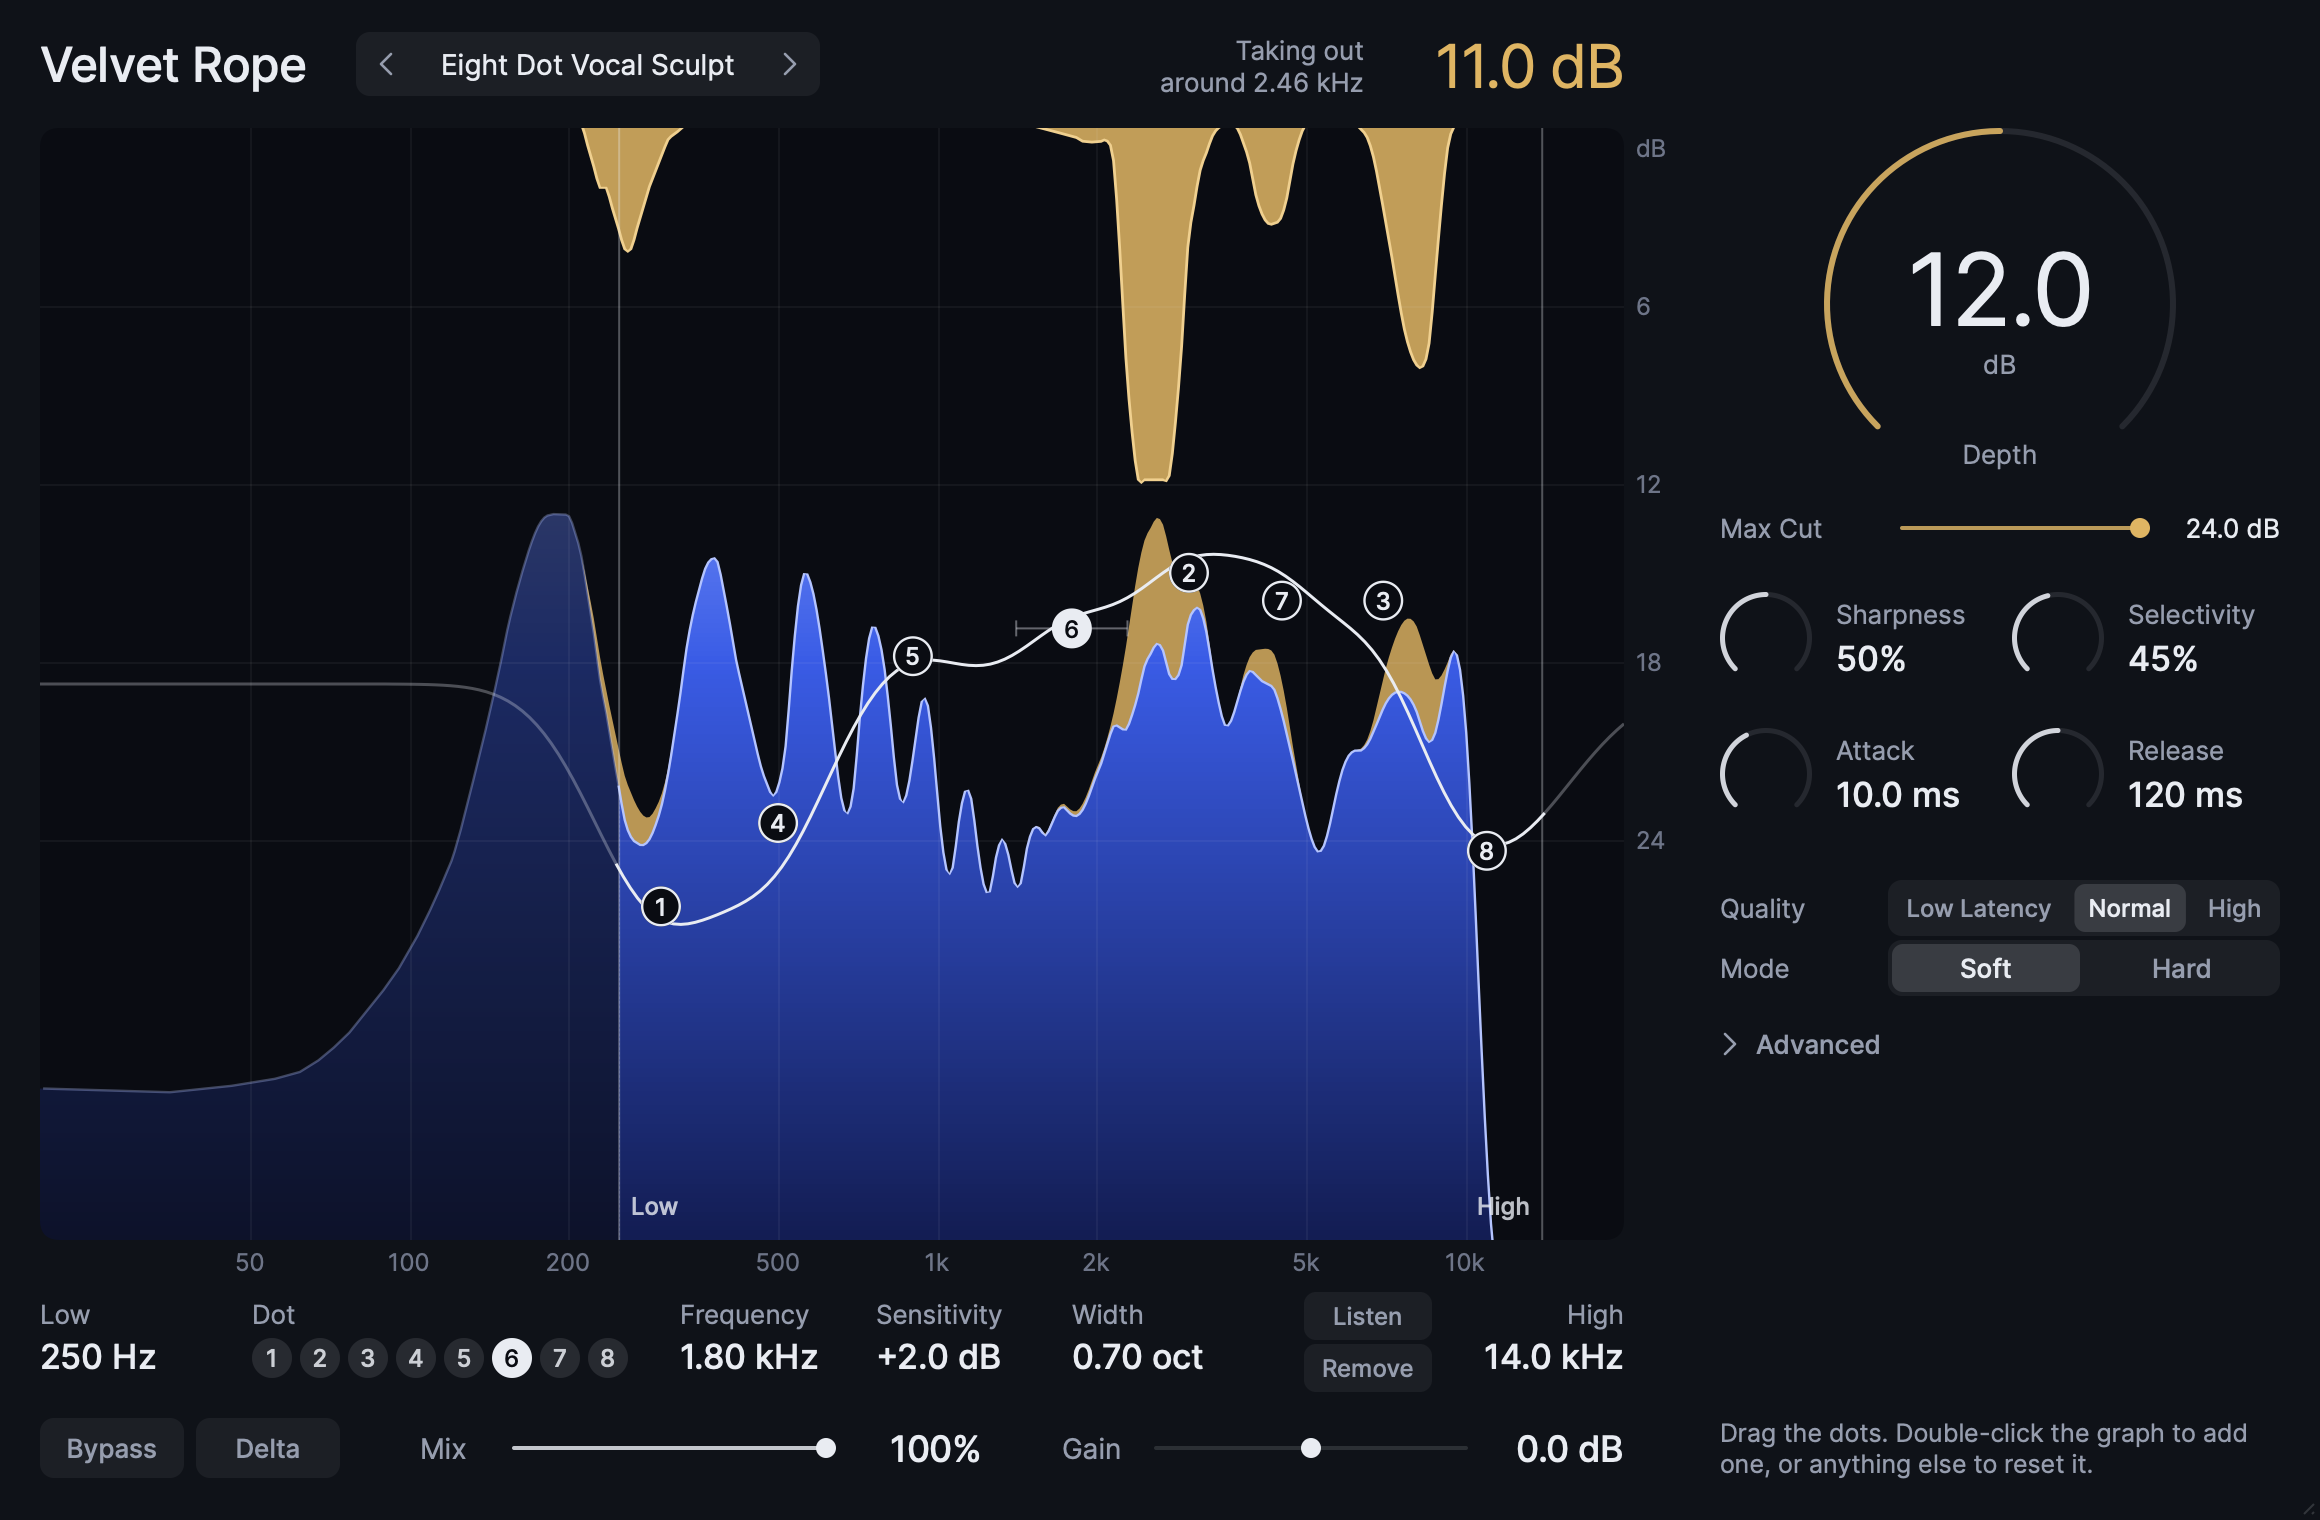 Velvet Rope
Eight Dot Vocal Sculpt
Taking out
around 2.46 kHz
11.0 dB
dB
6
12
18
24
1
2
3
4
5
6
7
8
Low
High
50
100
200
500
1k
2k
5k
10k
12.0
dB
Depth
Max Cut
24.0 dB
Sharpness
50%
Selectivity
45%
Attack
10.0 ms
Release
120 ms
Quality
Low Latency
Normal
High
Mode
Soft
Hard
Advanced
Low
250 Hz
Dot
1 2 3 4 5 6 7 8
Frequency
1.80 kHz
Sensitivity
+2.0 dB
Width
0.70 oct
Listen
Remove
High
14.0 kHz
Bypass
Delta
Mix
100%
Gain
0.0 dB
Drag the dots. Double-click the graph to add
one, or anything else to reset it.